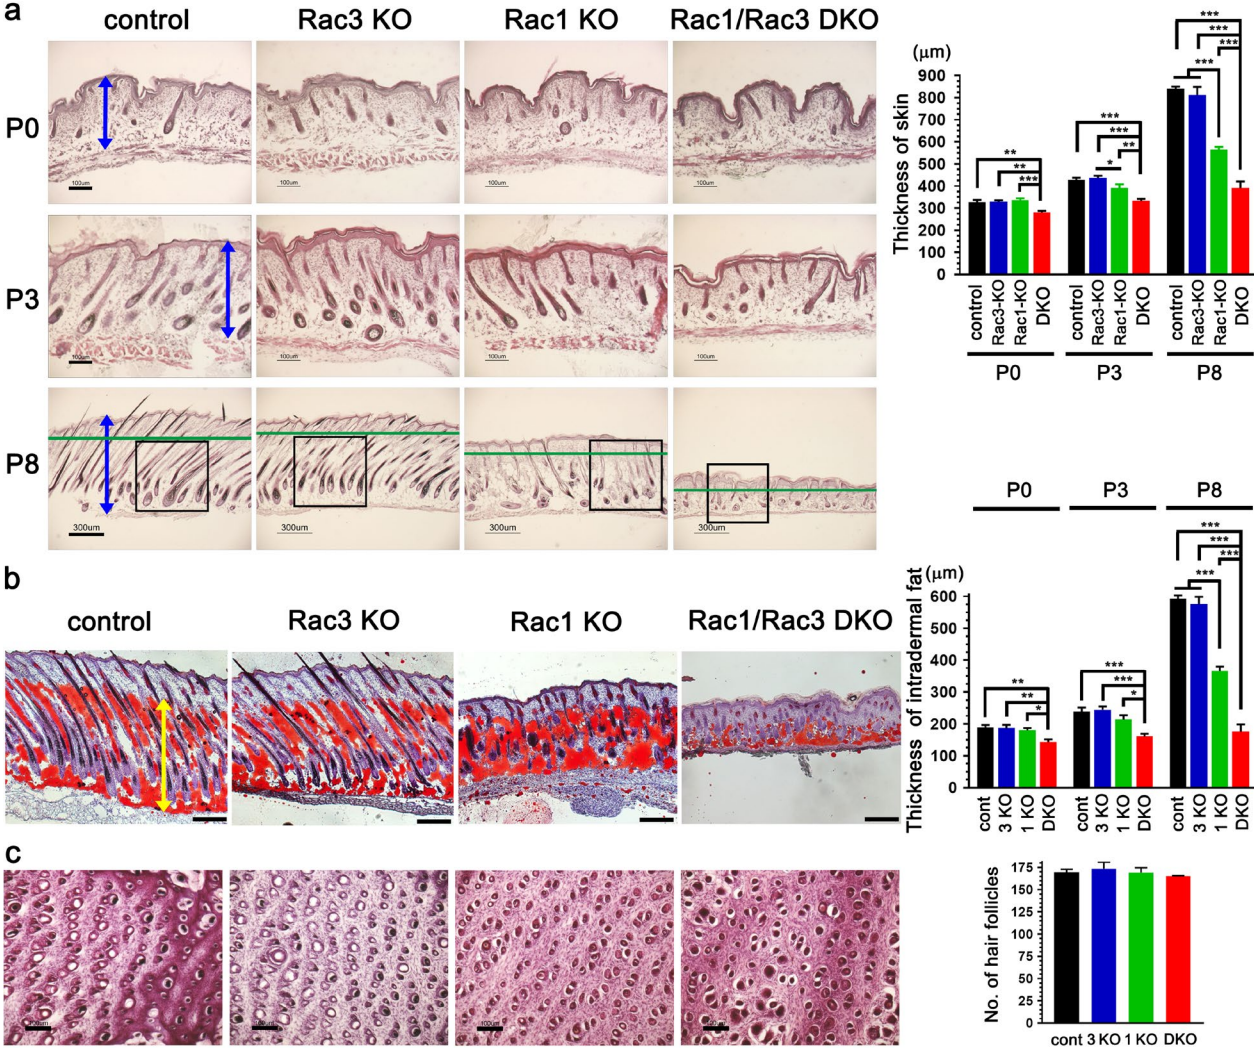 a
control Rac3 KO Rac1 KO Rac1/Rac3 DKO
P0
100um 100um 100um 100um
P3
100um 100um 100um 100um
P8
300um 300um 300um 300um
(μm)
Thickness of skin
900
800
700
600
500
400
300
200
100
0
** ** ***
*** *** ** *
*** *** *** ***
control Rac3-KO Rac1-KO DKO control Rac3-KO Rac1-KO DKO control Rac3-KO Rac1-KO DKO
P0 P3 P8
b
control Rac3 KO Rac1 KO Rac1/Rac3 DKO
P0 P3 P8
(μm)
Thickness of intradermal fat
600
500
400
300
200
100
0
** ** *
*** *** *
*** *** *** ***
cont 3 KO 1 KO DKO cont 3 KO 1 KO DKO cont 3 KO 1 KO DKO
c
100um 100um 100um 100um
No. of hair follicles
175
150
125
100
75
50
25
0
cont 3 KO 1 KO DKO